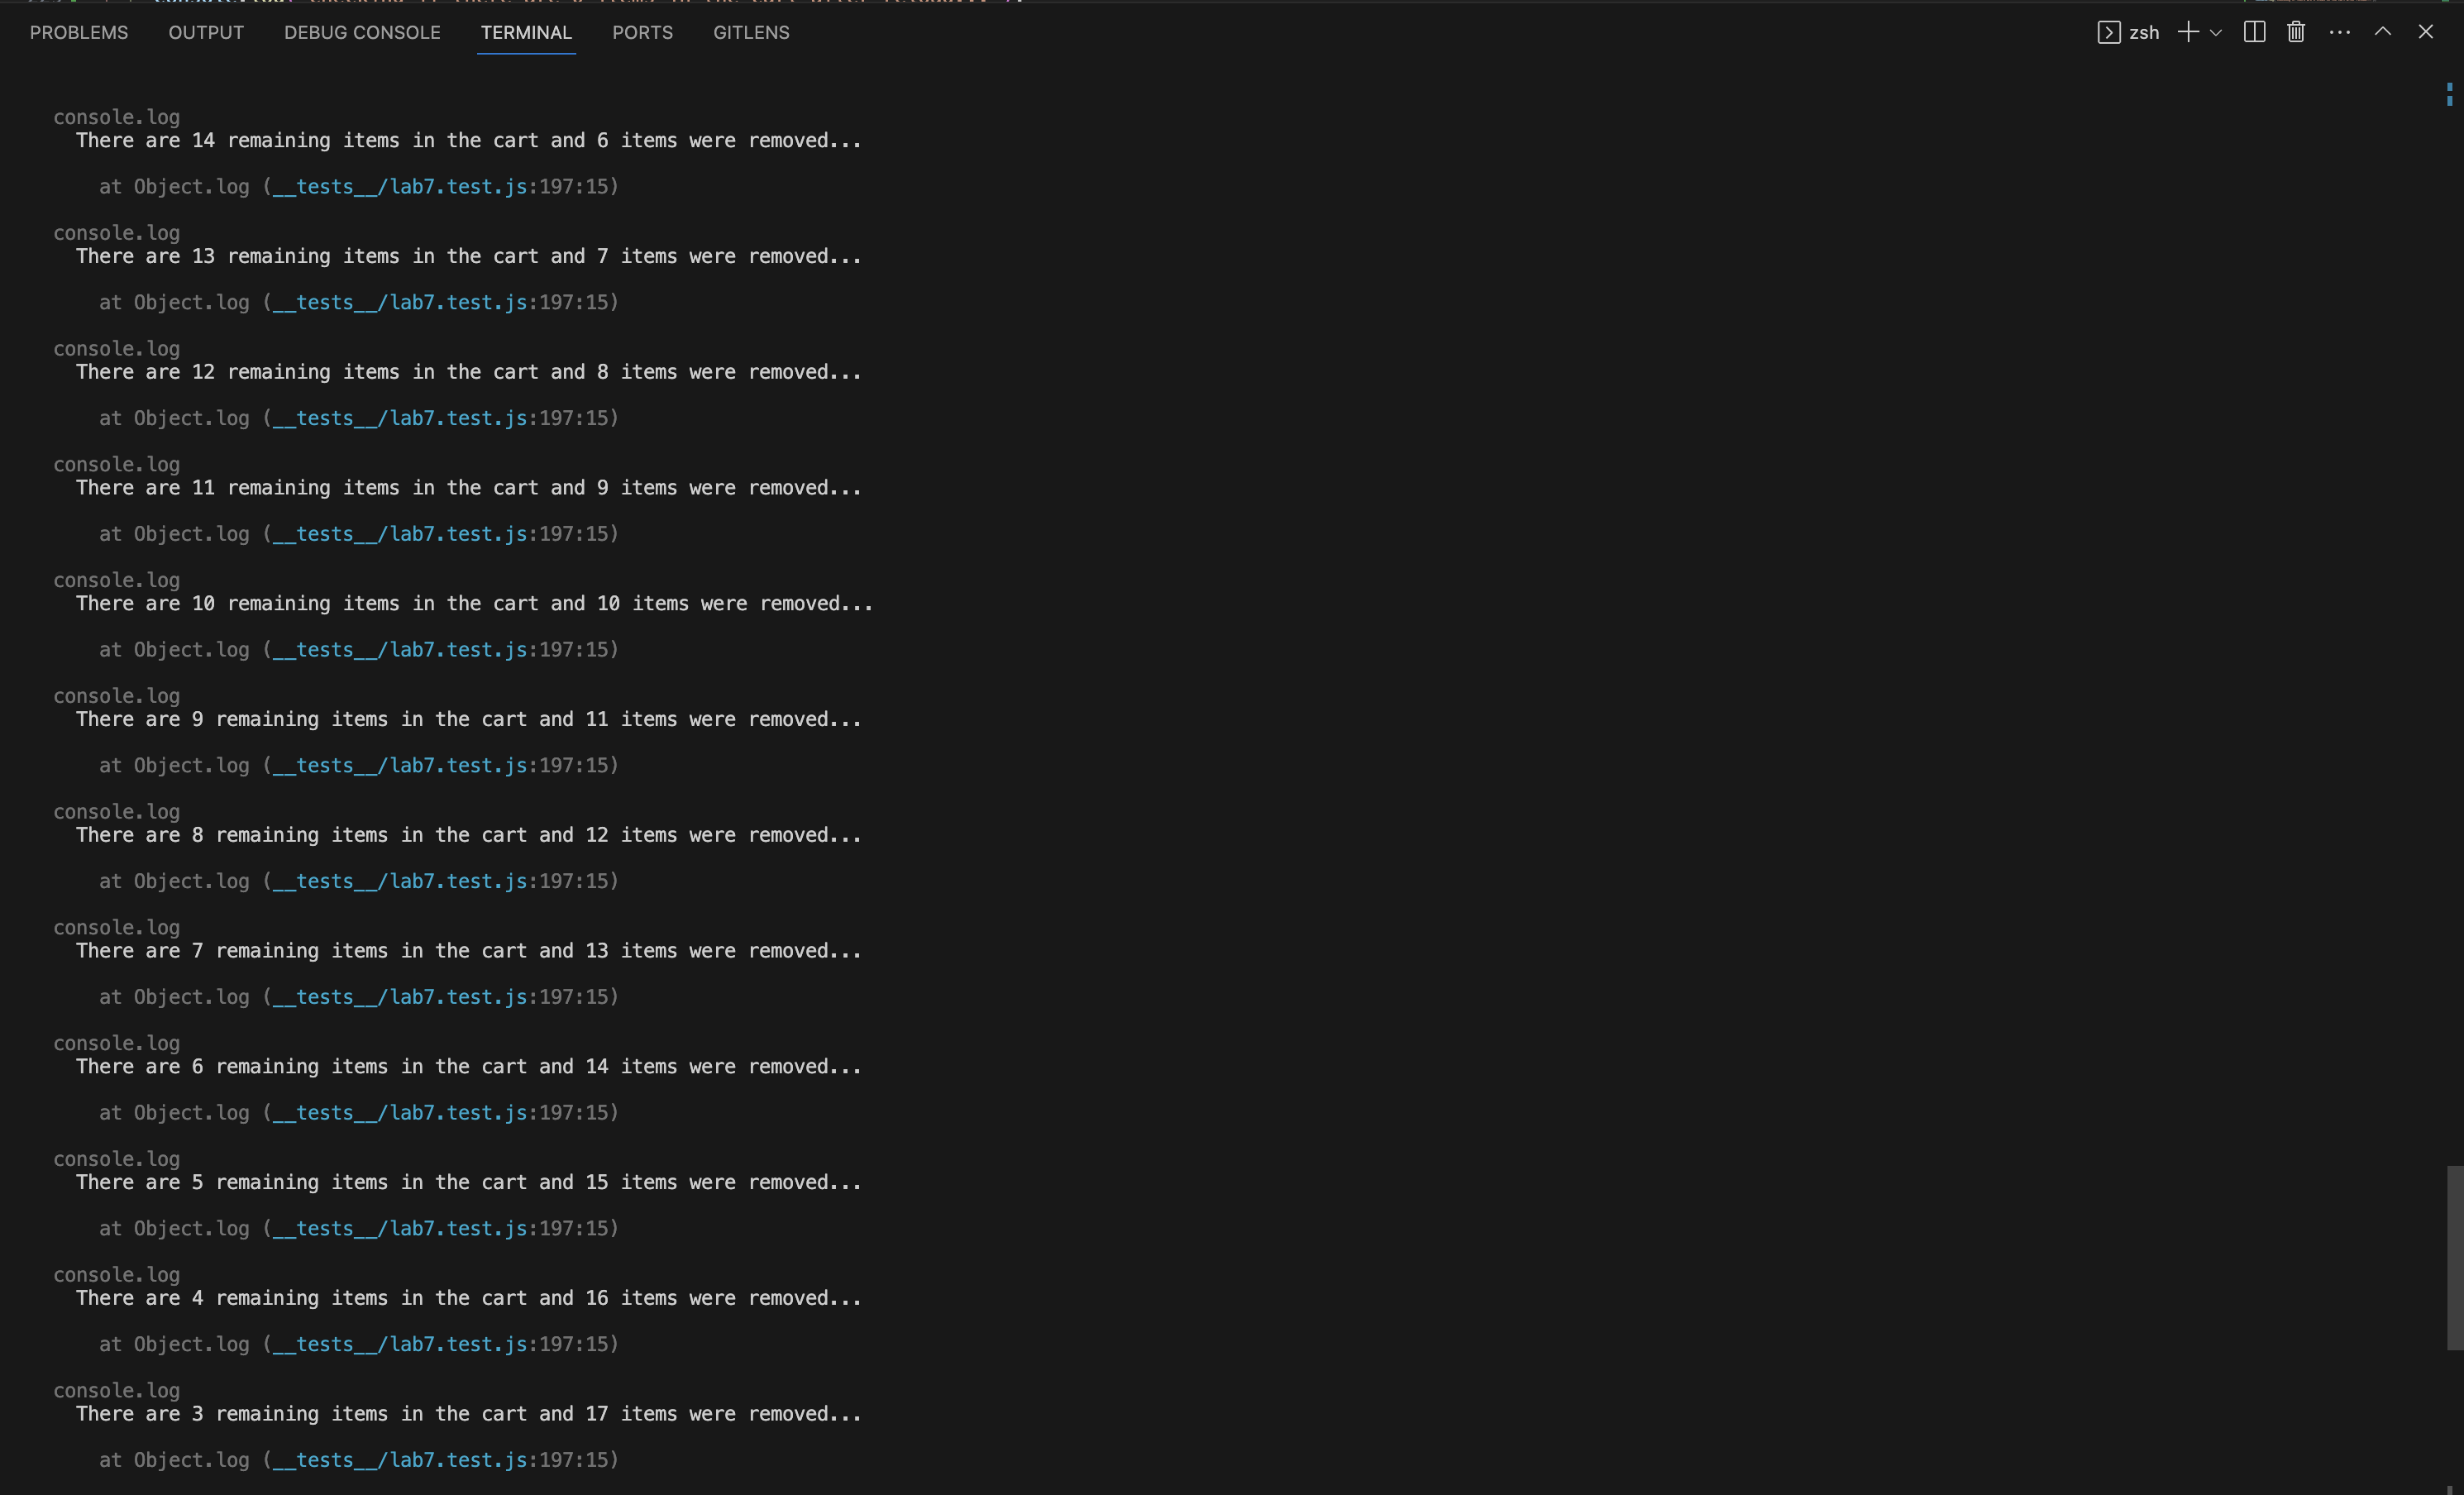 PROBLEMS OUTPUT DEBUG CONSOLE TERMINAL PORTS GITLENS zsh
console.log
There are 14 remaining items in the cart and 6 items were removed...
at Object.log (__tests__/lab7.test.js:197:15)
console.log
There are 13 remaining items in the cart and 7 items were removed...
at Object.log (__tests__/lab7.test.js:197:15)
console.log
There are 12 remaining items in the cart and 8 items were removed...
at Object.log (__tests__/lab7.test.js:197:15)
console.log
There are 11 remaining items in the cart and 9 items were removed...
at Object.log (__tests__/lab7.test.js:197:15)
console.log
There are 10 remaining items in the cart and 10 items were removed...
at Object.log (__tests__/lab7.test.js:197:15)
console.log
There are 9 remaining items in the cart and 11 items were removed...
at Object.log (__tests__/lab7.test.js:197:15)
console.log
There are 8 remaining items in the cart and 12 items were removed...
at Object.log (__tests__/lab7.test.js:197:15)
console.log
There are 7 remaining items in the cart and 13 items were removed...
at Object.log (__tests__/lab7.test.js:197:15)
console.log
There are 6 remaining items in the cart and 14 items were removed...
at Object.log (__tests__/lab7.test.js:197:15)
console.log
There are 5 remaining items in the cart and 15 items were removed...
at Object.log (__tests__/lab7.test.js:197:15)
console.log
There are 4 remaining items in the cart and 16 items were removed...
at Object.log (__tests__/lab7.test.js:197:15)
console.log
There are 3 remaining items in the cart and 17 items were removed...
at Object.log (__tests__/lab7.test.js:197:15)